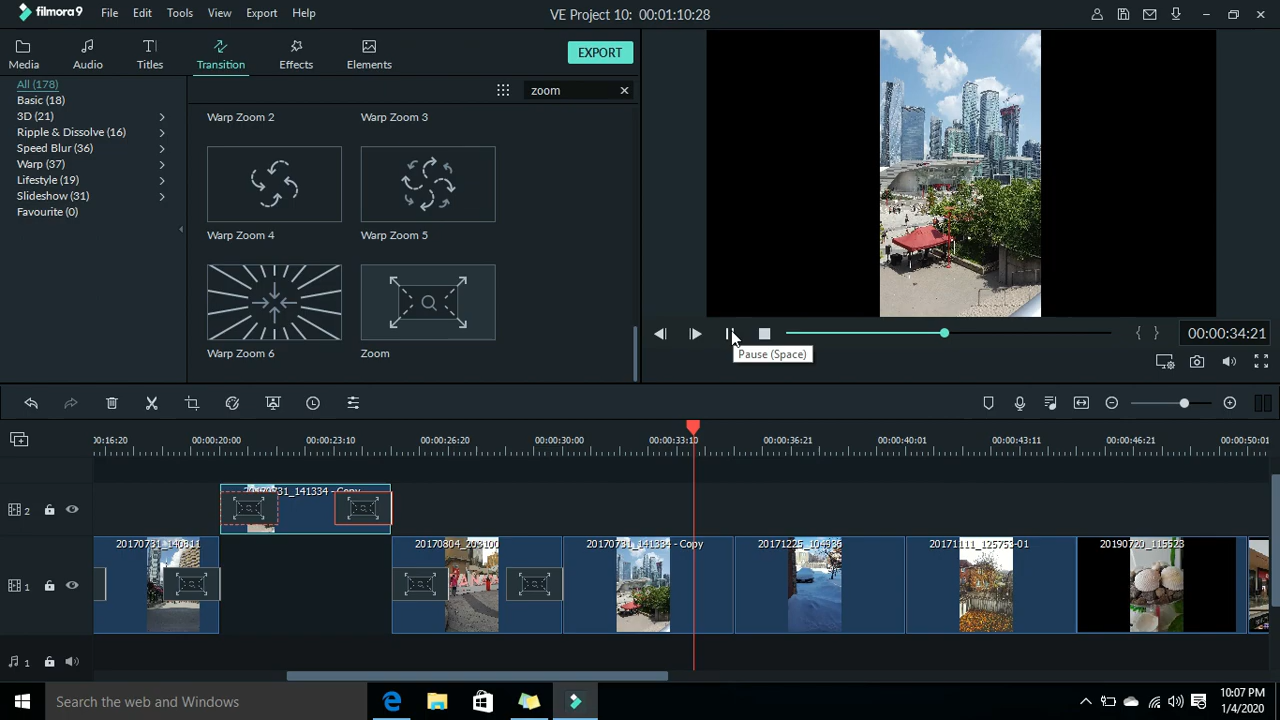 filmora9 File Edit Tools View Export Help VE Project 10: 00:01:10:28
Media Audio Titles Transition Effects Elements EXPORT
All (178)
Basic (18)
3D (21)
Ripple & Dissolve (16)
Speed Blur (36)
Warp (37)
Lifestyle (19)
Slideshow (31)
Favourite (0)
zoom
Warp Zoom 2 Warp Zoom 3
Warp Zoom 4 Warp Zoom 5
Warp Zoom 6 Zoom
00:00:34:21
Pause (Space)
00:00:16:20 00:00:20:00 00:00:23:10 00:00:26:20 00:00:30:00 00:00:33:10 00:00:36:21 00:00:40:01 00:00:43:11 00:00:46:21 00:00:50:01
20170731_141334 - Copy
2
20170731_140811 20170804_203100 20170731_141334 - Copy 20171225_104936 20171111_125753-01 20190720_115523
1
1
Search the web and Windows
10:07 PM
1/4/2020